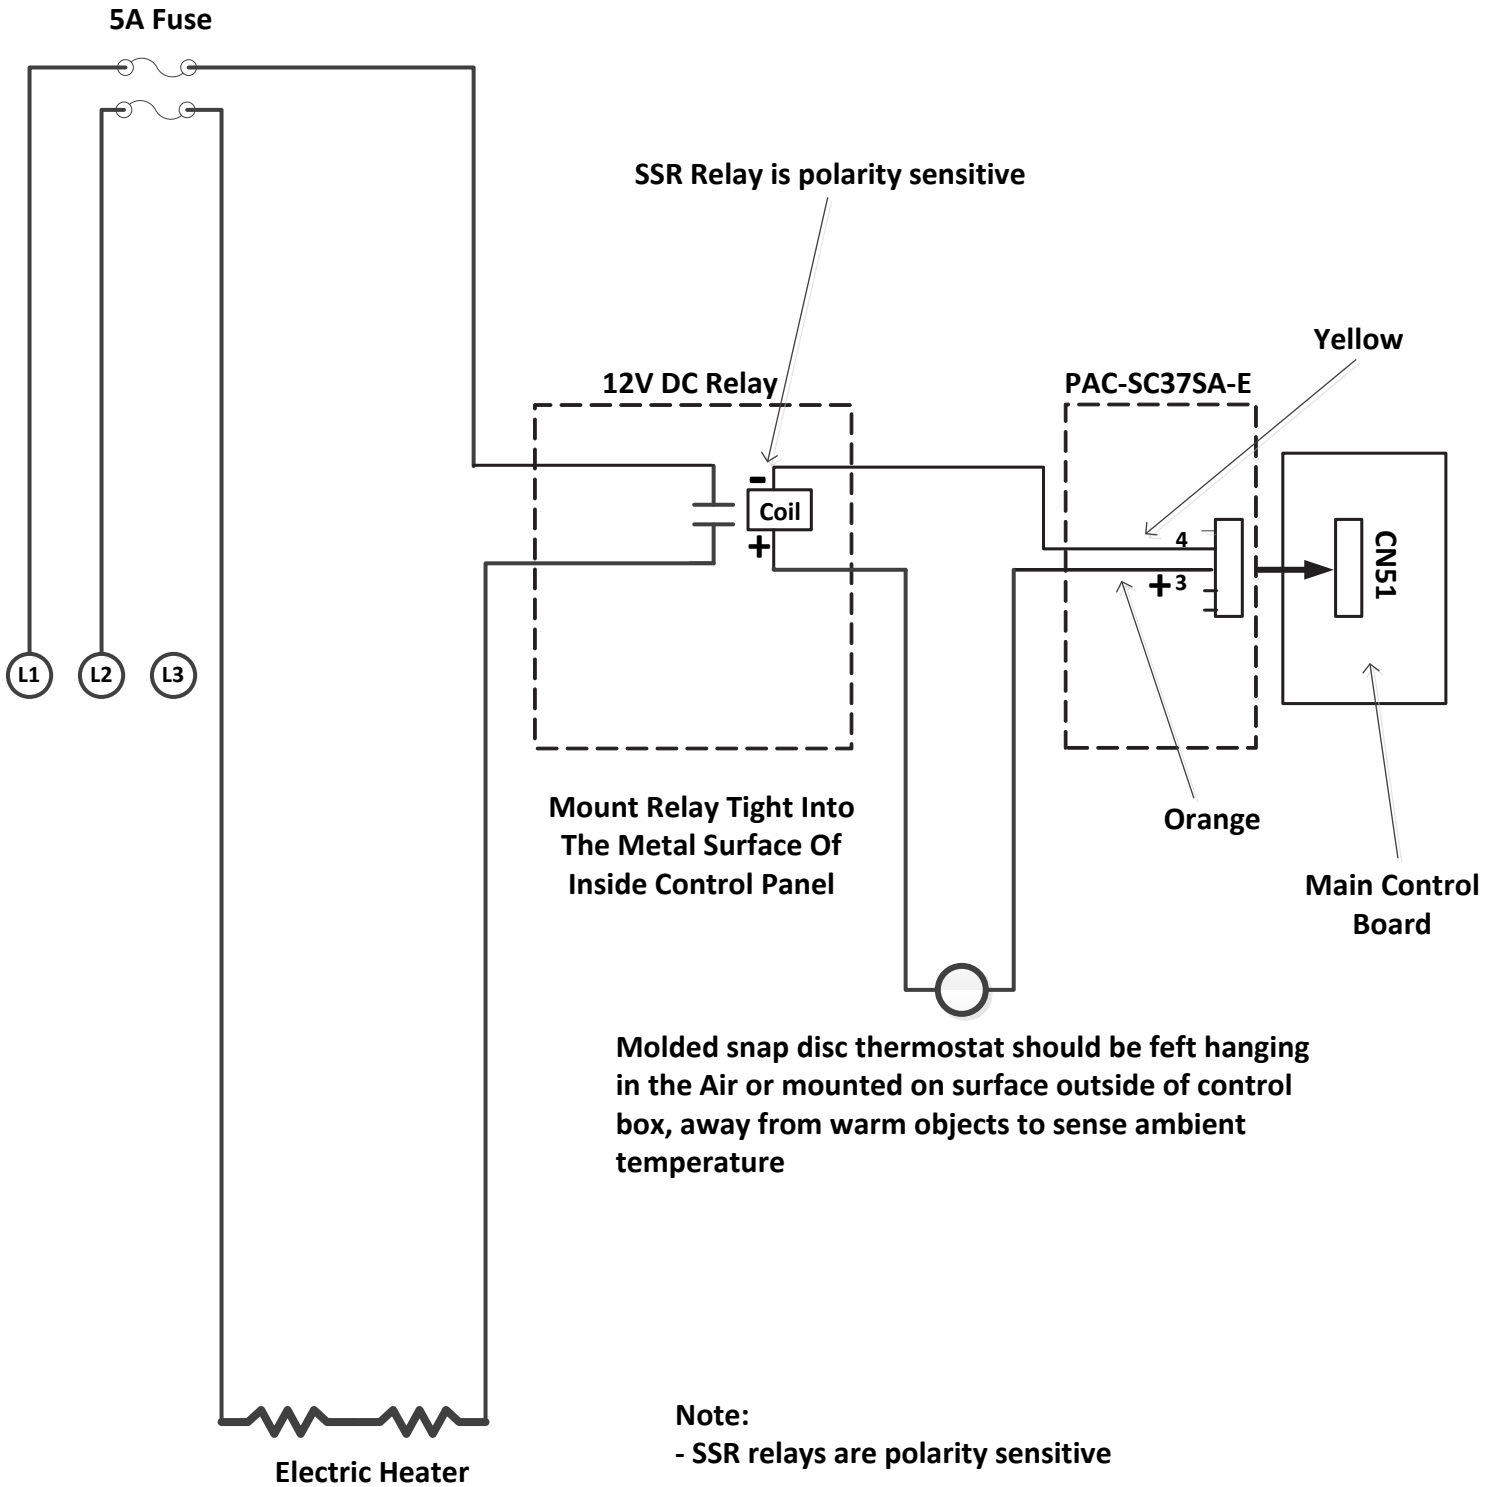 5A Fuse
SSR Relay is polarity sensitive
Yellow
12V DC Relay
PAC-SC37SA-E
-
Coil
+
4
+3
CN51
L1
L2
L3
Mount Relay Tight Into
The Metal Surface Of
Inside Control Panel
Orange
Main Control
Board
Molded snap disc thermostat should be feft hanging
in the Air or mounted on surface outside of control
box, away from warm objects to sense ambient
temperature
Note:
- SSR relays are polarity sensitive
Electric Heater